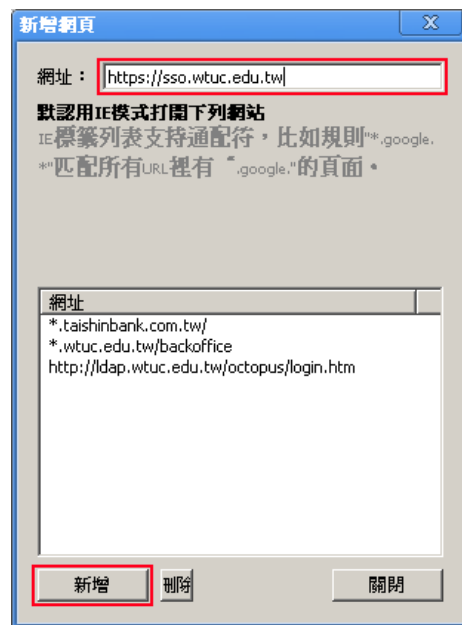 新增網頁
網址： https://sso.wtuc.edu.tw
默認用IE模式打開下列網站
IE標籤列表支持通配符，比如規則"*.google.
*"匹配所有URL裡有 ".google."的頁面。
網址
*.taishinbank.com.tw/
*.wtuc.edu.tw/backoffice
http://ldap.wtuc.edu.tw/octopus/login.htm
新增 刪除 關閉